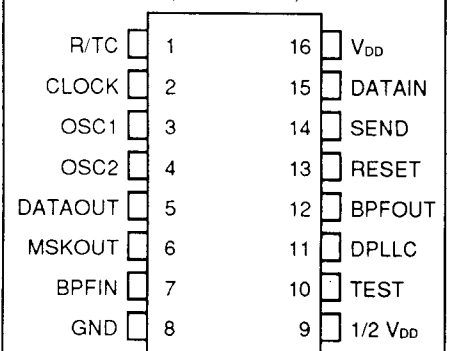 R/TC 1 16 VDD
CLOCK 2 15 DATAIN
OSC1 3 14 SEND
OSC2 4 13 RESET
DATAOUT 5 12 BPFOUT
MSKOUT 6 11 DPLLC
BPFIN 7 10 TEST
GND 8 9 1/2 VDD